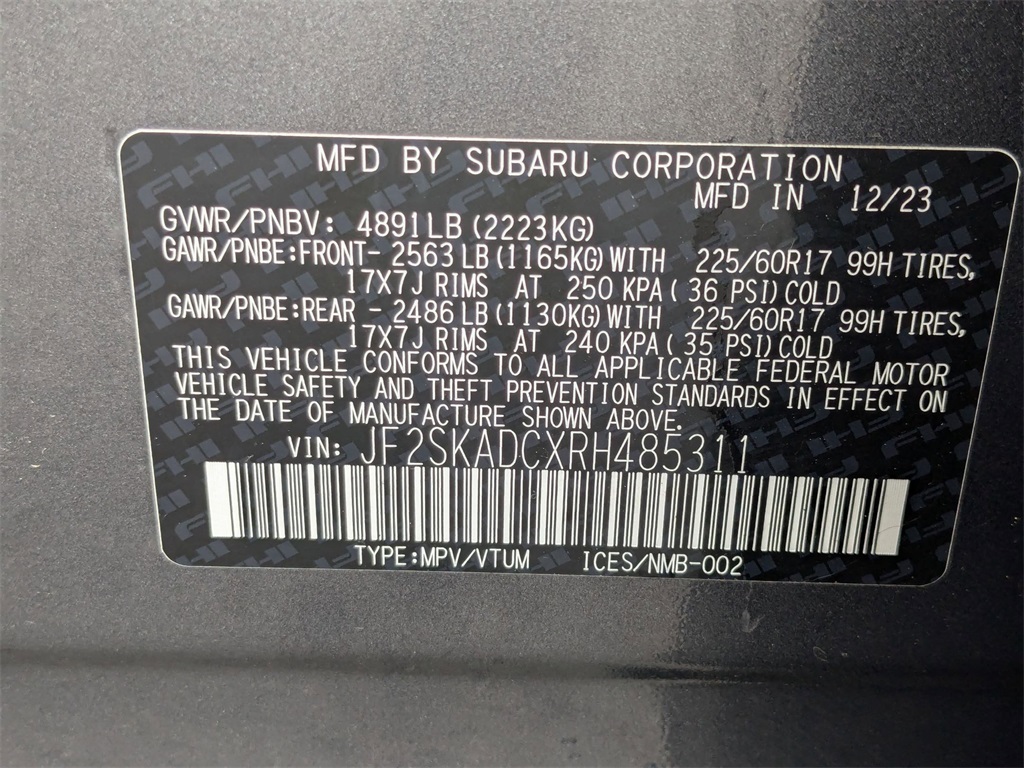 MFD BY SUBARU CORPORATION
MFD IN 12/23
GVWR/PNBV: 4891LB (2223KG)
GAWR/PNBE:FRONT- 2563 LB (1165KG) WITH 225/60R17 99H TIRES,
17X7J RIMS AT 250 KPA ( 36 PSI) COLD
GAWR/PNBE:REAR - 2486 LB (1130KG) WITH 225/60R17 99H TIRES,
17X7J RIMS AT 240 KPA ( 35 PSI) COLD
THIS VEHICLE CONFORMS TO ALL APPLICABLE FEDERAL MOTOR
VEHICLE SAFETY AND THEFT PREVENTION STANDARDS IN EFFECT ON
THE DATE OF MANUFACTURE SHOWN ABOVE.
VIN: JF2SKADCXRH485311
TYPE:MPV/VTUM ICES/NMB-002